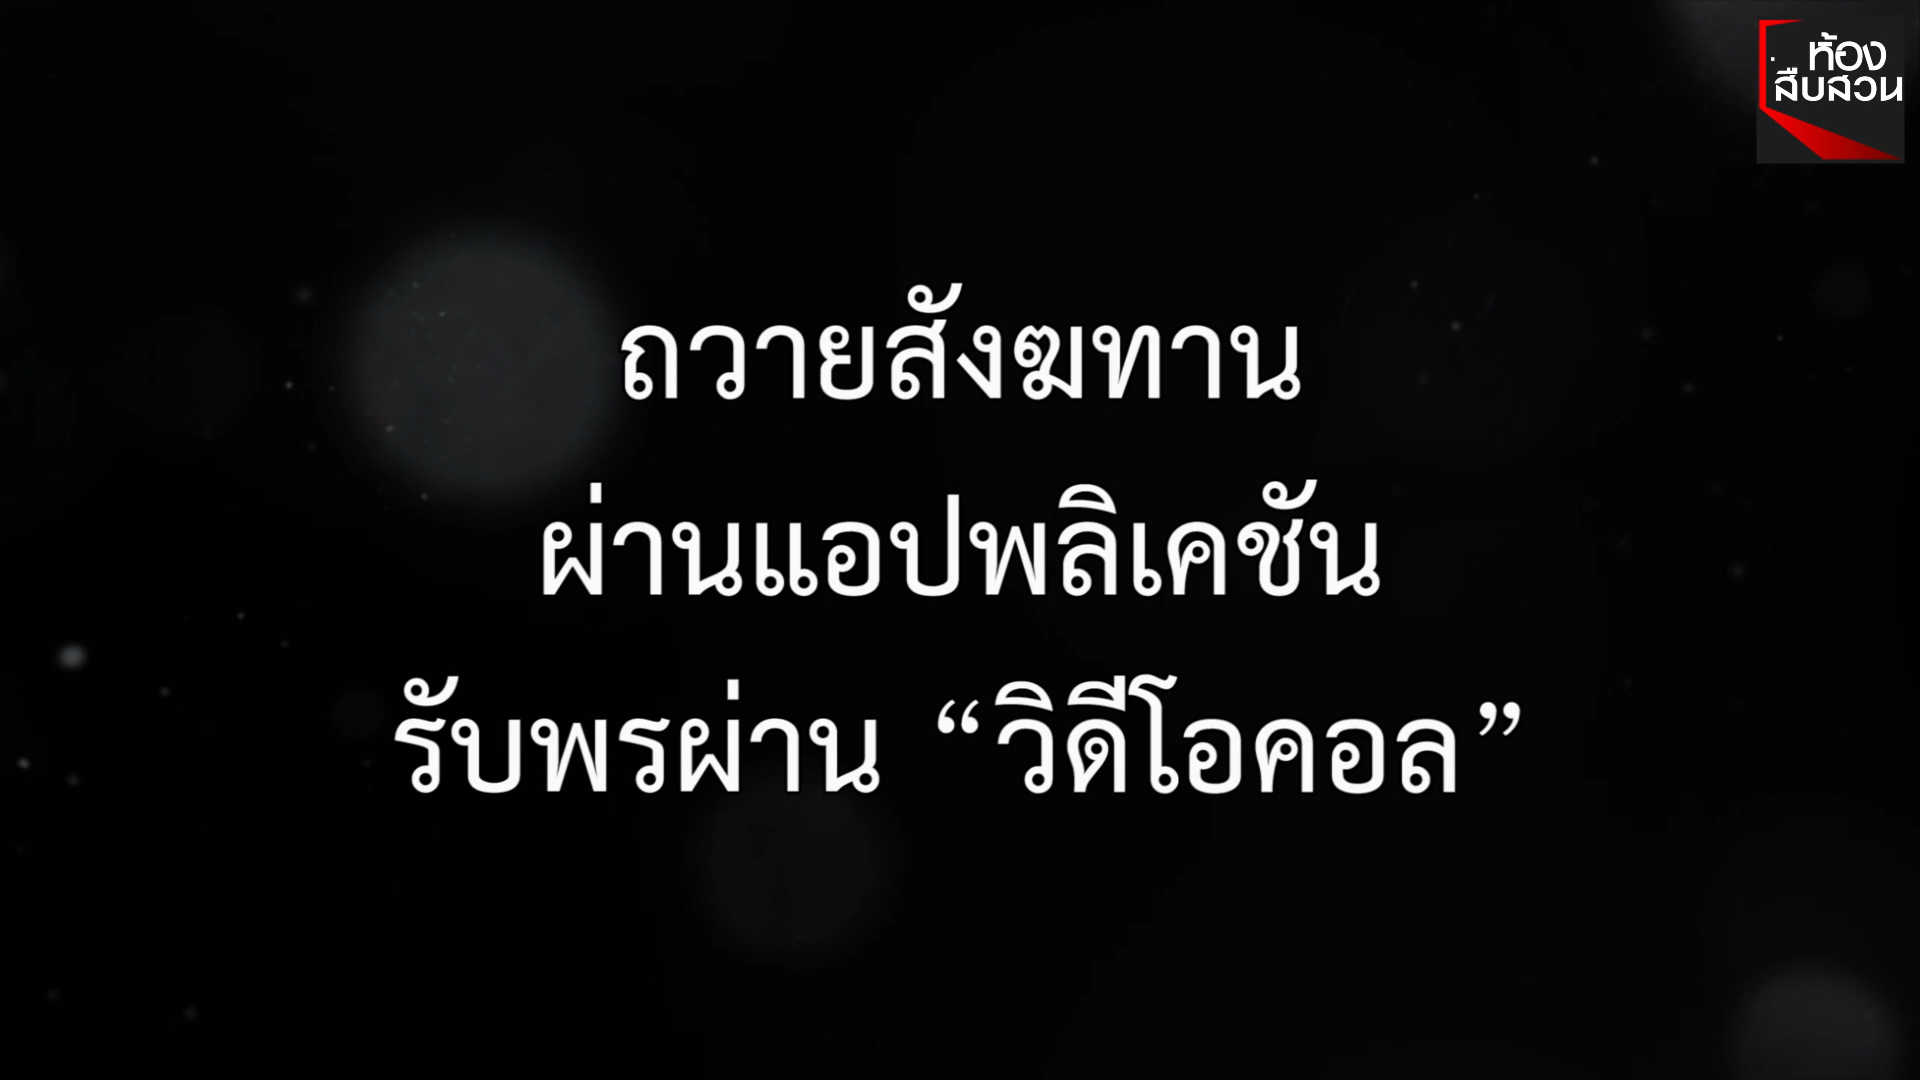 ห้อง
สืบสวน
ถวายสังฆทาน
ผ่านแอปพลิเคชัน
รับพรผ่าน “วิดีโอคอล”